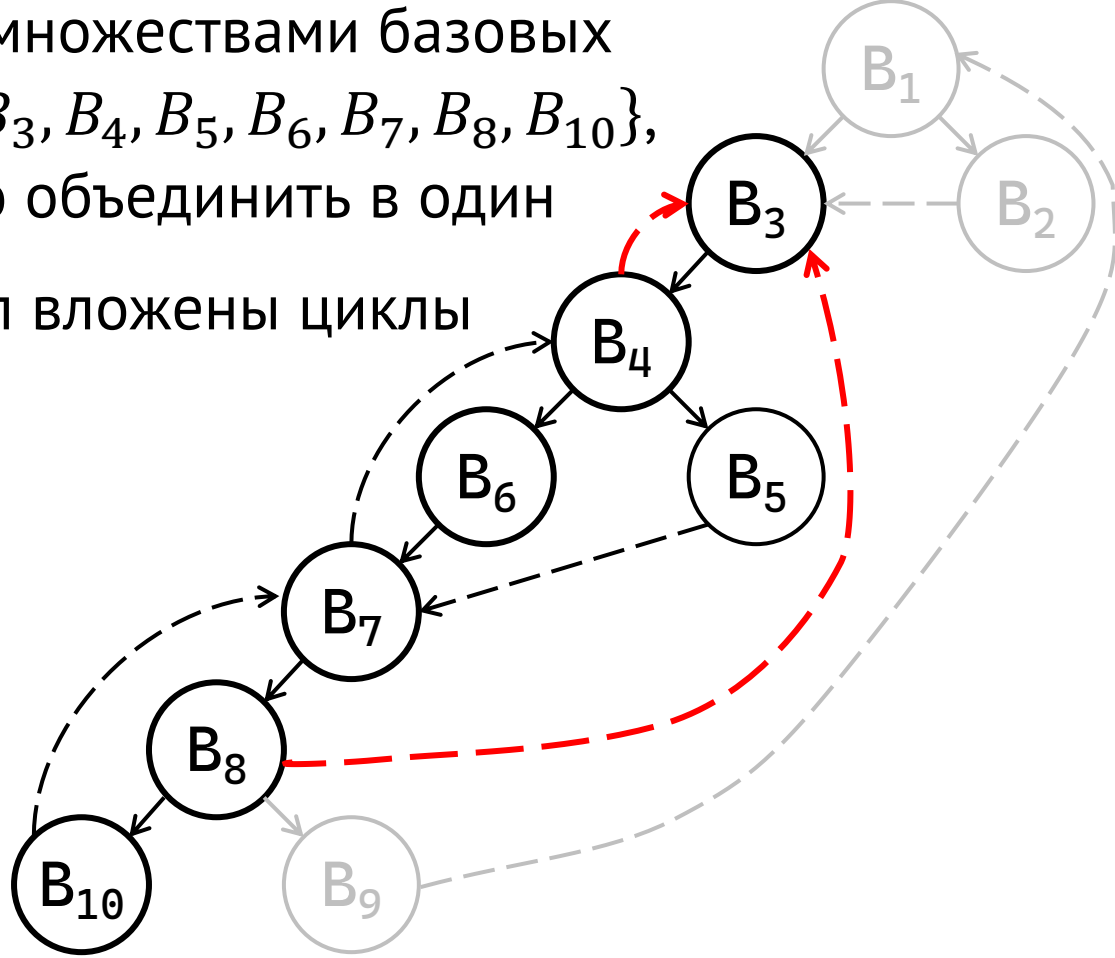 множествами базовых
B₃, B₄, B₅, B₆, B₇, B₈, B₁₀},
объединить в один
вложены циклы
B₁
B₃
B₂
B₄
B₆
B₅
B₇
B₈
B₁₀
B₉